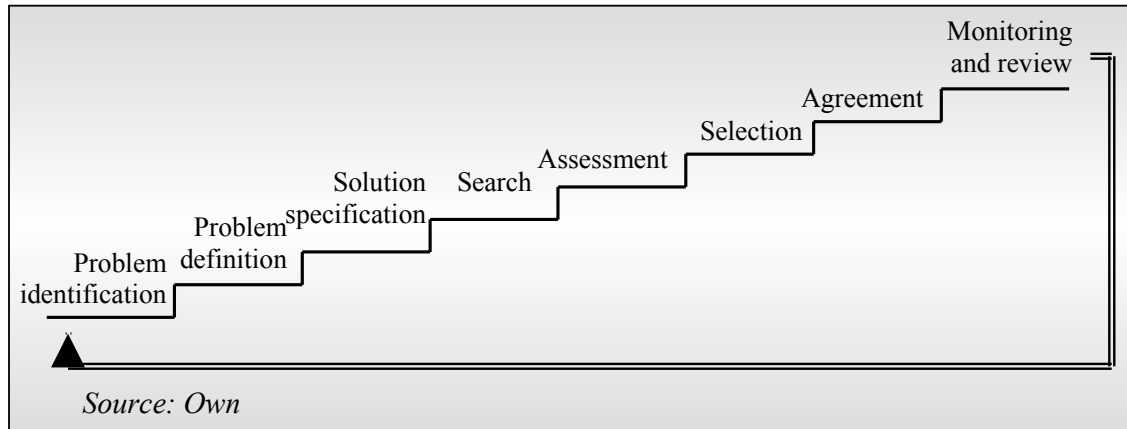 Problem
identification
Problem
definition
Solution
specification
Search
Assessment
Selection
Agreement
Monitoring
and review
Source: Own